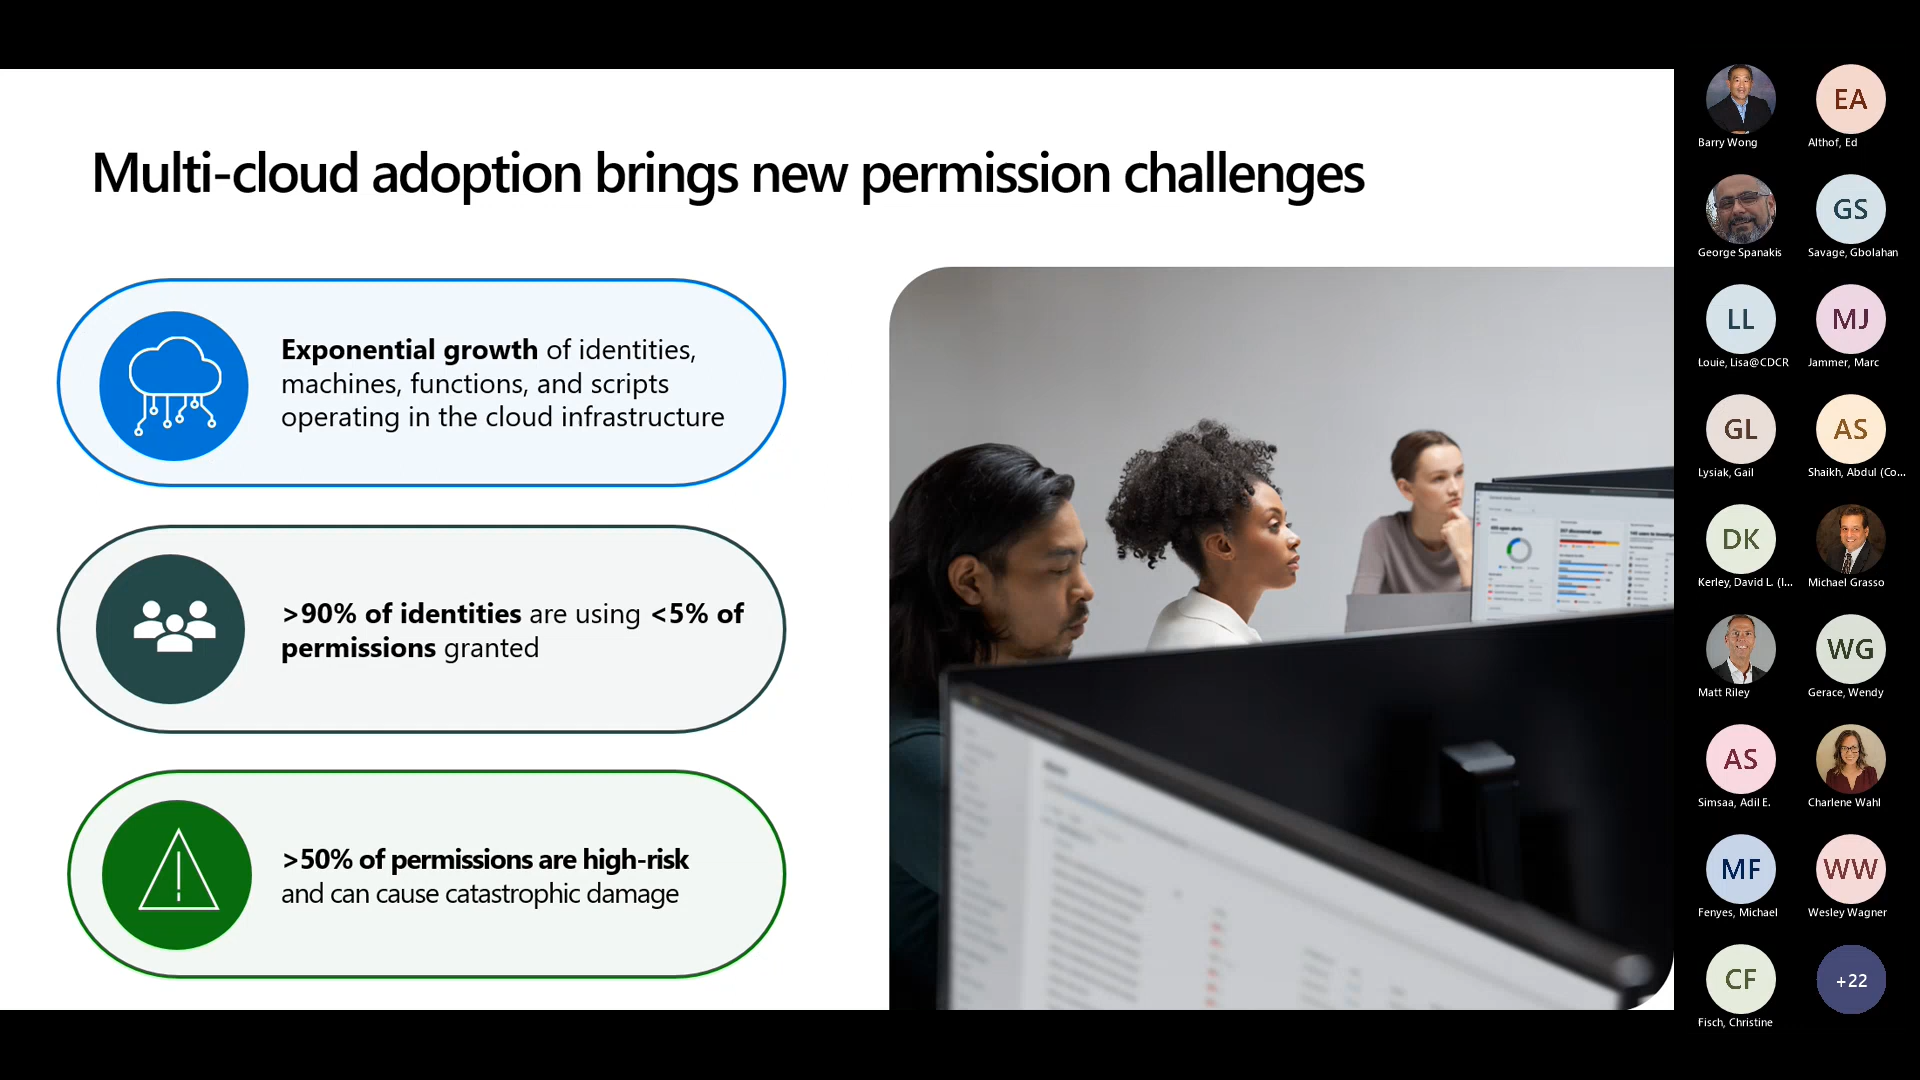 Multi-cloud adoption brings new permission challenges
Exponential growth of identities,
machines, functions, and scripts
operating in the cloud infrastructure
>90% of identities are using <5% of
permissions granted
>50% of permissions are high-risk
and can cause catastrophic damage
Barry Wong
EA
Althof, Ed
George Spanakis
GS
Savage, Gbolahan
LL
Louie, Lisa@CDCR
MJ
Jammer, Marc
GL
Lysiak, Gail
AS
Shaikh, Abdul (Co...
DK
Kerley, David L. (I...
Michael Grasso
Matt Riley
WG
Gerace, Wendy
AS
Simsaa, Adil E.
Charlene Wahl
MF
Fenyes, Michael
WW
Wesley Wagner
CF
Fisch, Christine
+22